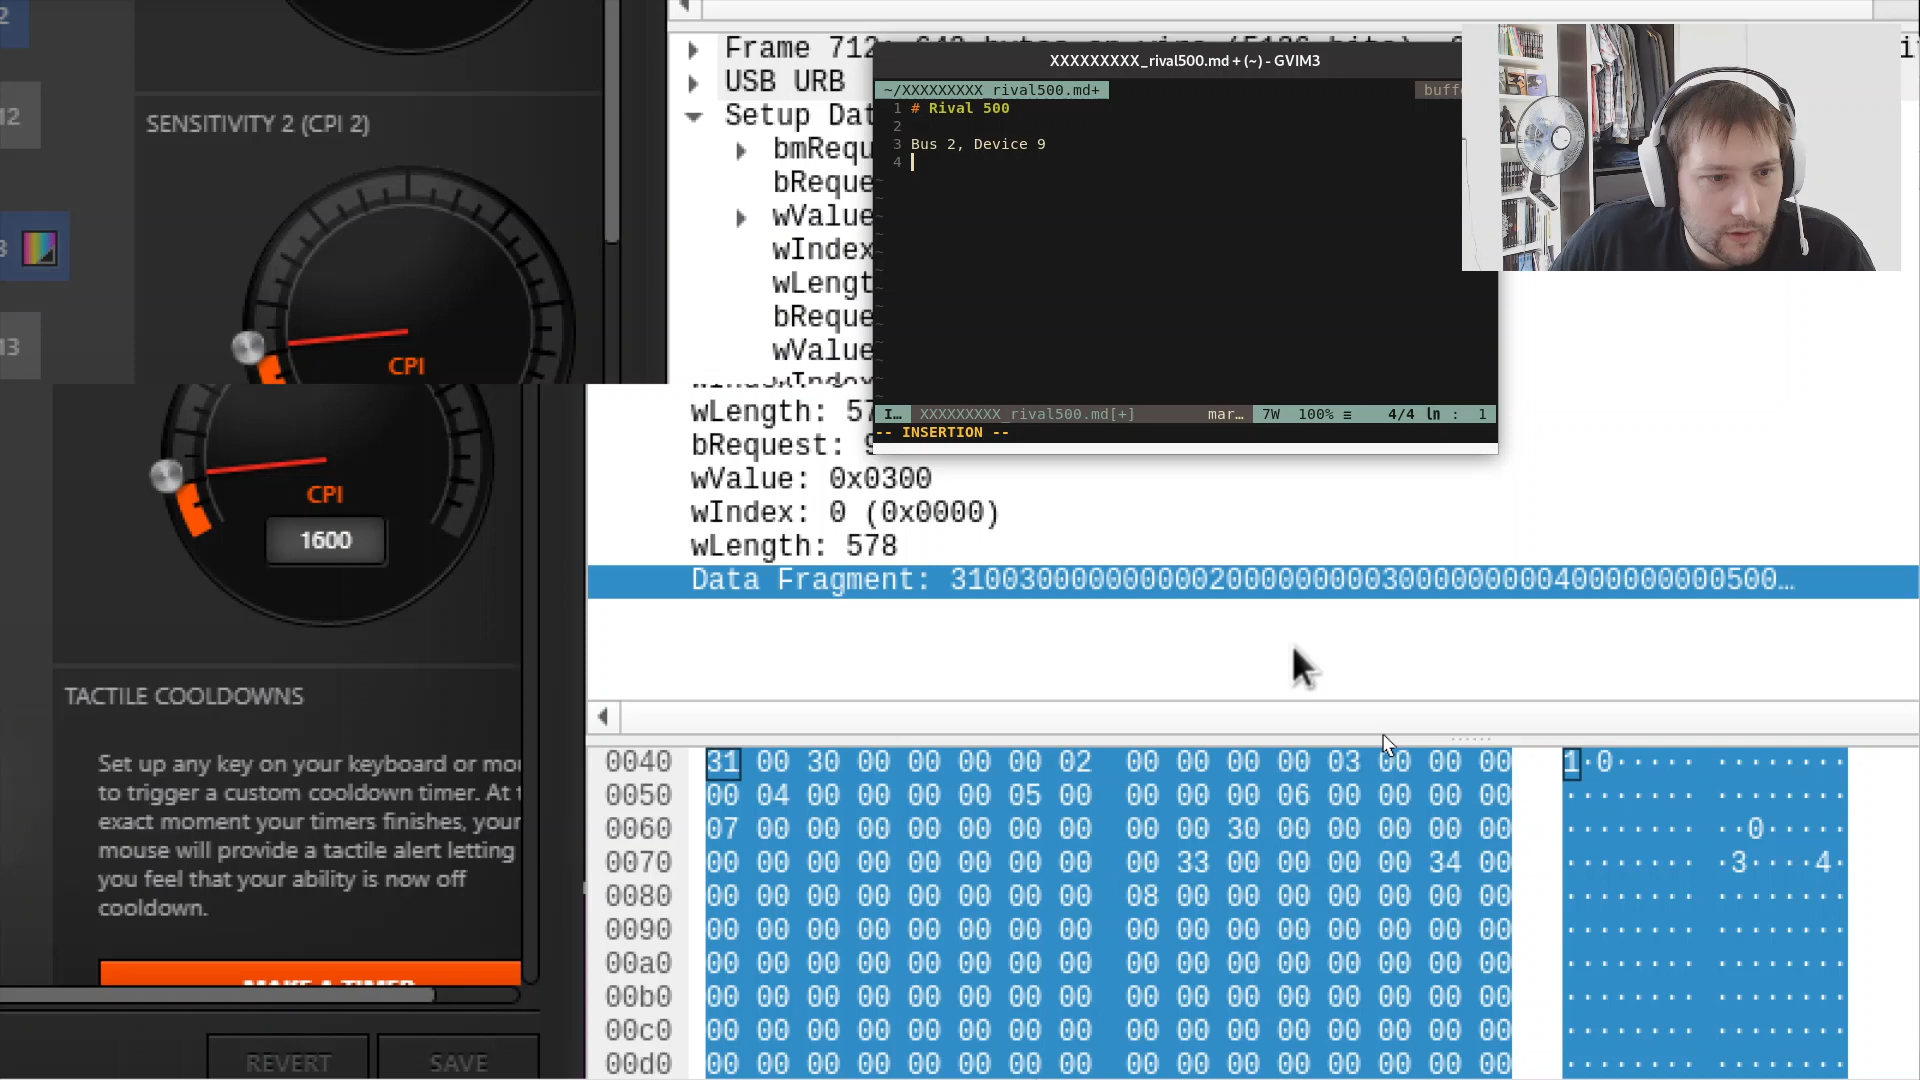 2
M2
3
M3
SENSITIVITY 2 (CPI 2)
CPI
CPI
1600
TACTILE COOLDOWNS
Set up any key on your keyboard or mou
to trigger a custom cooldown timer. At t
exact moment your timers finishes, your
mouse will provide a tactile alert letting
you feel that your ability is now off
cooldown.
MAKE A TIMER
REVERT
SAVE
Frame 712:
USB URB
Setup Dat
bmRequ
bReque
wValue
wIndex
wLengt
bReque
wValue
wIndex
XXXXXXXXX_rival500.md + (~) - GVIM3
~/XXXXXXXXX_rival500.md+
buff
1 # Rival 500
2
3 Bus 2, Device 9
4
I… XXXXXXXXX_rival500.md[+] mar… 7W 100% ≡ 4/4 ln : 1
-- INSERTION --
wLength: 57
bRequest: 9
wValue: 0x0300
wIndex: 0 (0x0000)
wLength: 578
Data Fragment: 3100300000000002000000000300000000040000000000500…
0040 31 00 30 00 00 00 00 02 00 00 00 00 03 00 00 00 1·0····· ········
0050 00 04 00 00 00 00 05 00 00 00 00 06 00 00 00 00 ········ ········
0060 07 00 00 00 00 00 00 00 00 00 30 00 00 00 00 00 ········ ··0·····
0070 00 00 00 00 00 00 00 00 00 33 00 00 00 00 34 00 ········ ·3····4·
0080 00 00 00 00 00 00 00 00 08 00 00 00 00 00 00 00 ········ ········
0090 00 00 00 00 00 00 00 00 00 00 00 00 00 00 00 00 ········ ········
00a0 00 00 00 00 00 00 00 00 00 00 00 00 00 00 00 00 ········ ········
00b0 00 00 00 00 00 00 00 00 00 00 00 00 00 00 00 00 ········ ········
00c0 00 00 00 00 00 00 00 00 00 00 00 00 00 00 00 00 ········ ········
00d0 00 00 00 00 00 00 00 00 00 00 00 00 00 00 00 00 ········ ········